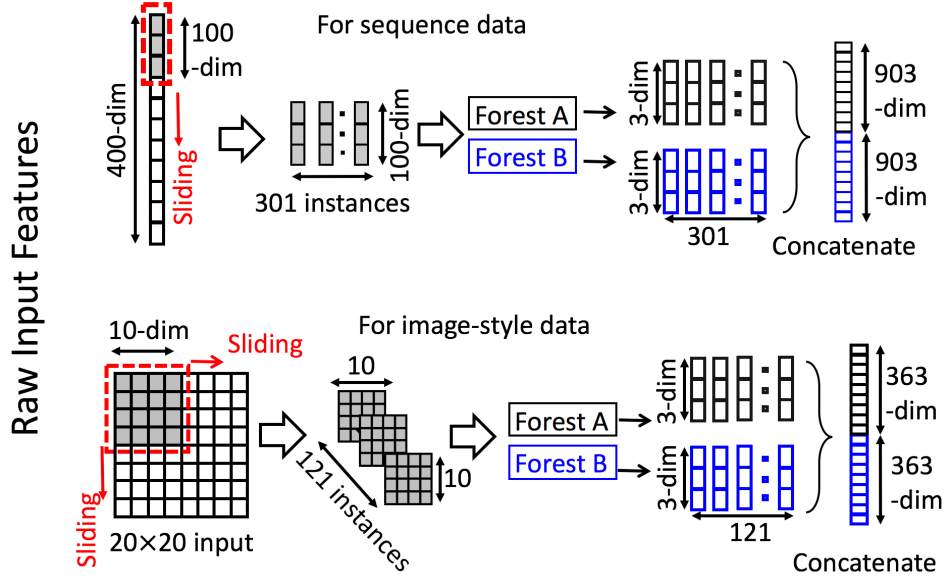 Raw Input Features
For sequence data
100
-dim
400-dim
Sliding
301 instances
100-dim
Forest A
Forest B
3-dim
3-dim
301
903
-dim
903
-dim
Concatenate
For image-style data
10-dim
Sliding
Sliding
20×20 input
10
10
121 instances
Forest A
Forest B
3-dim
3-dim
121
363
-dim
363
-dim
Concatenate